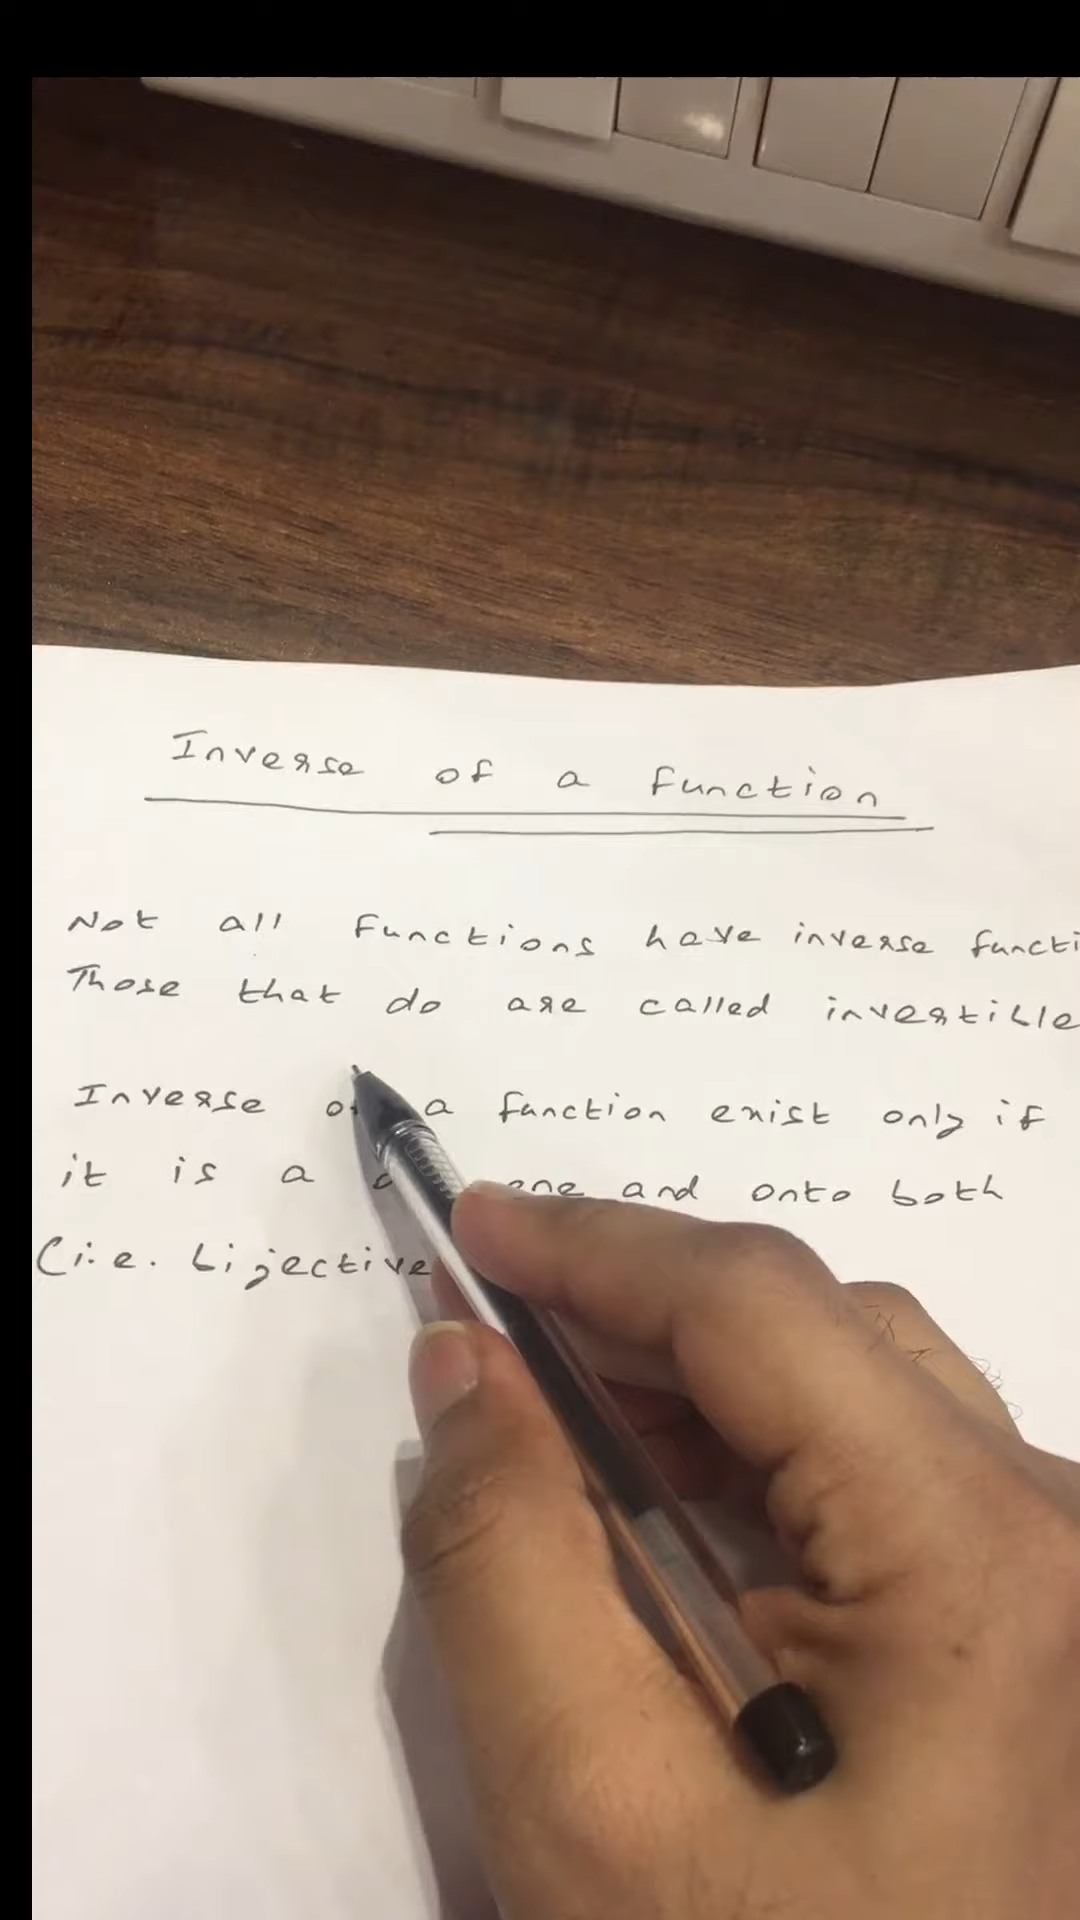 Inverse of a function
Not all functions have inverse functi
Those that do are called invertible
Inverse a function exist only if
it is a and onto both
(i.e. bijective